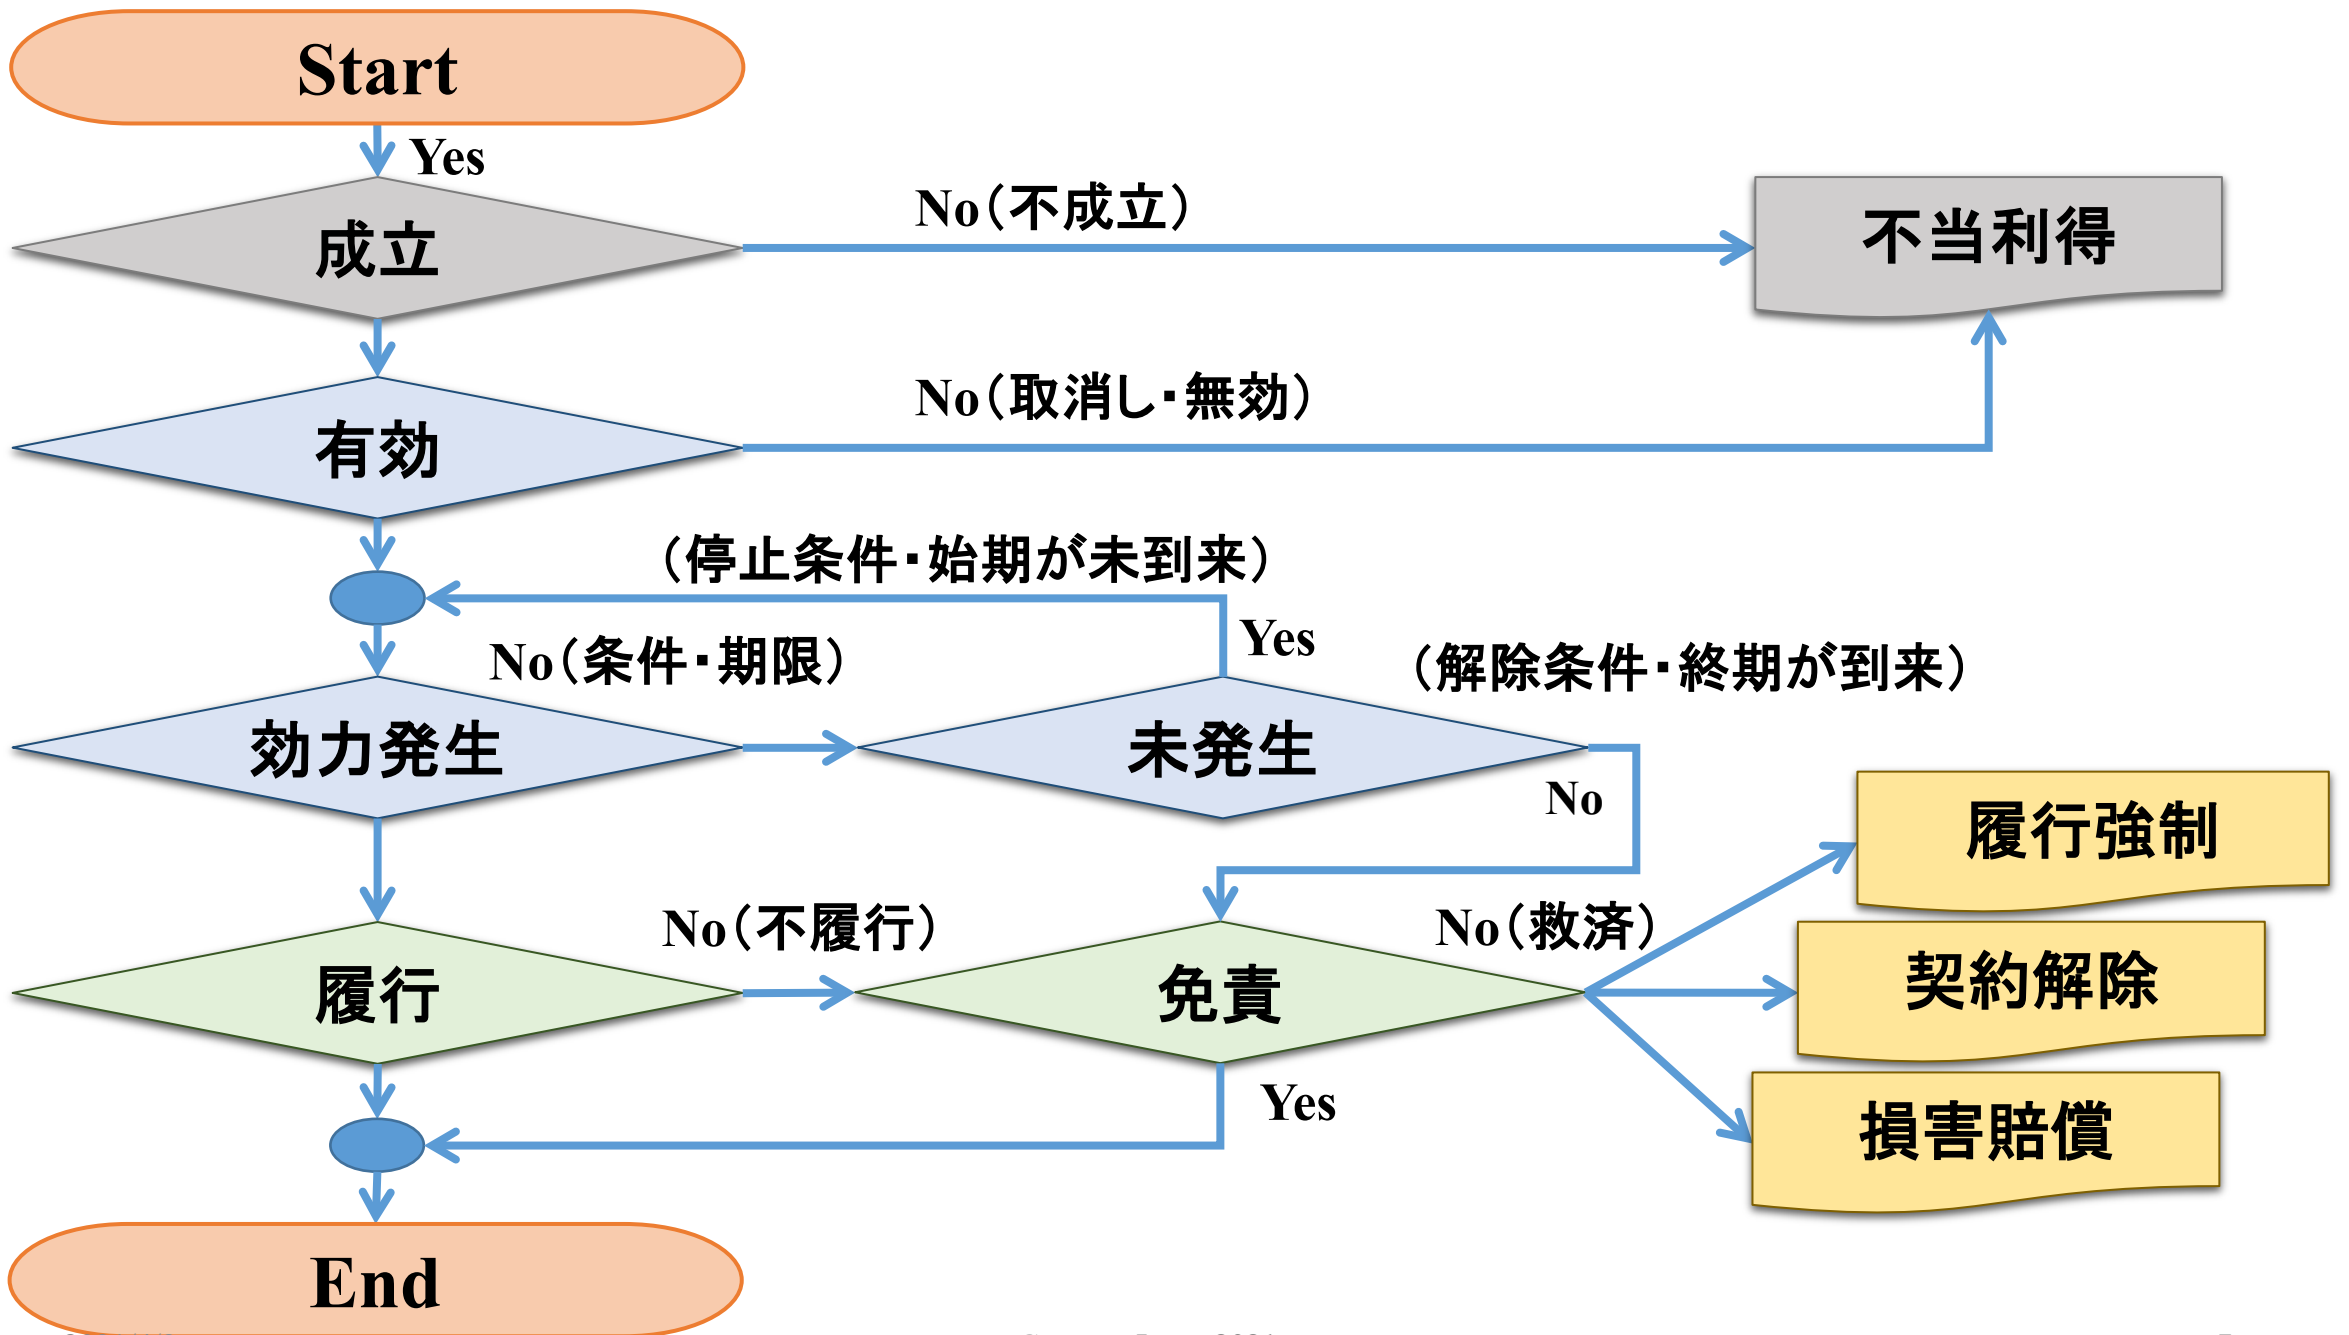 Start
Yes
成立
No（不成立）
不当利得
有効
No（取消し・無効）
（停止条件・始期が未到来）
No（条件・期限）
Yes
（解除条件・終期が到来）
効力発生
未発生
No
履行強制
履行
No（不履行）
免責
No（救済）
契約解除
Yes
損害賠償
End